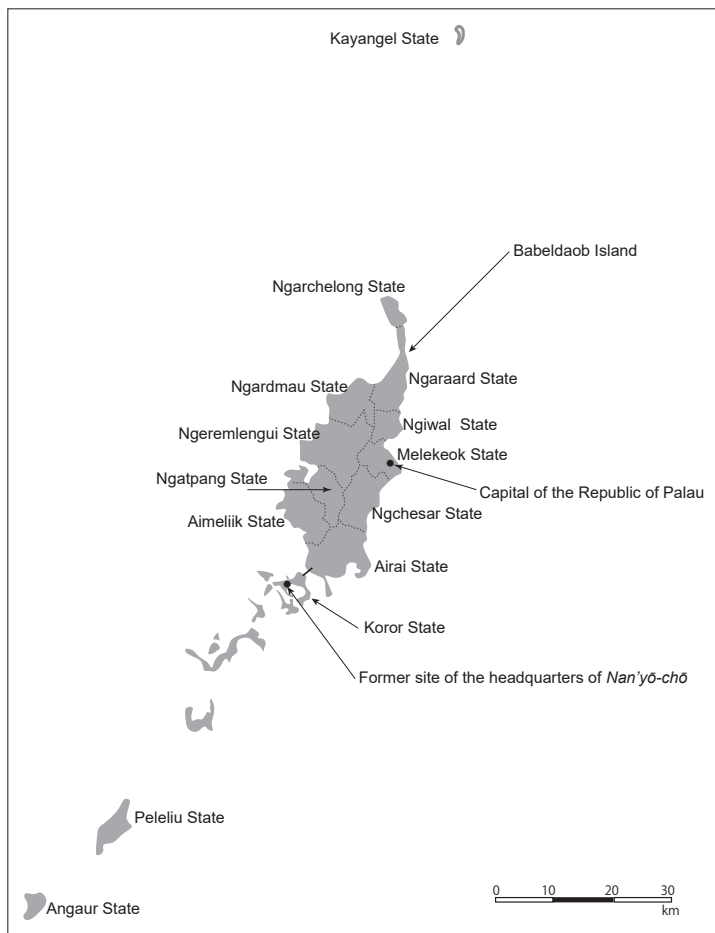 Kayangel State
Babeldaob Island
Ngarchelong State
Ngaraard State
Ngardmau State
Ngiwal State
Ngeremlengui State
Melekeok State
Ngatpang State
Capital of the Republic of Palau
Ngchesar State
Aimeliik State
Airai State
Koror State
Former site of the headquarters of Nan'yō-chō
Peleliu State
Angaur State
0 10 20 30
km